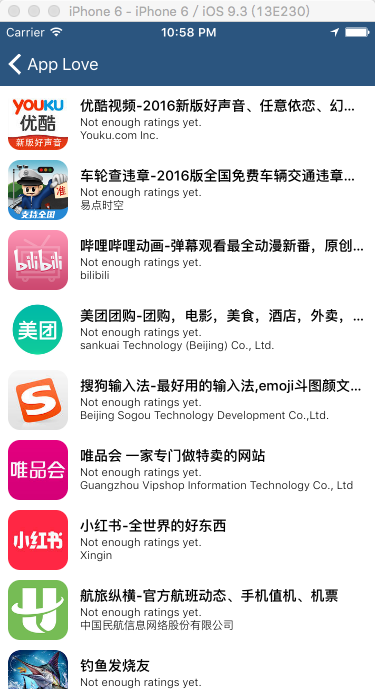 iPhone 6 - iPhone 6 / iOS 9.3 (13E230)
Carrier 10:58 PM
App Love
YOUKU
优酷
新版好声音
优酷视频-2016新版好声音、任意依恋、幻...
Not enough ratings yet.
Youku.com Inc.
准
支持全国
车轮查违章-2016版全国免费车辆交通违章...
Not enough ratings yet.
易点时空
bilibili
哔哩哔哩动画-弹幕观看最全动漫新番，原创...
Not enough ratings yet.
bilibili
美团
美团团购-团购，电影，美食，酒店，外卖，...
Not enough ratings yet.
sankuai Technology (Beijing) Co., Ltd.
S
搜狗输入法-最好用的输入法,emoji斗图颜文...
Not enough ratings yet.
Beijing Sogou Technology Development Co.,Ltd.
唯品会
唯品会 一家专门做特卖的网站
Not enough ratings yet.
Guangzhou Vipshop Information Technology Co., Ltd
小红书
小红书-全世界的好东西
Not enough ratings yet.
Xingin
航旅纵横-官方航班动态、手机值机、机票
Not enough ratings yet.
中国民航信息网络股份有限公司
钓鱼发烧友
Not enough ratings yet.